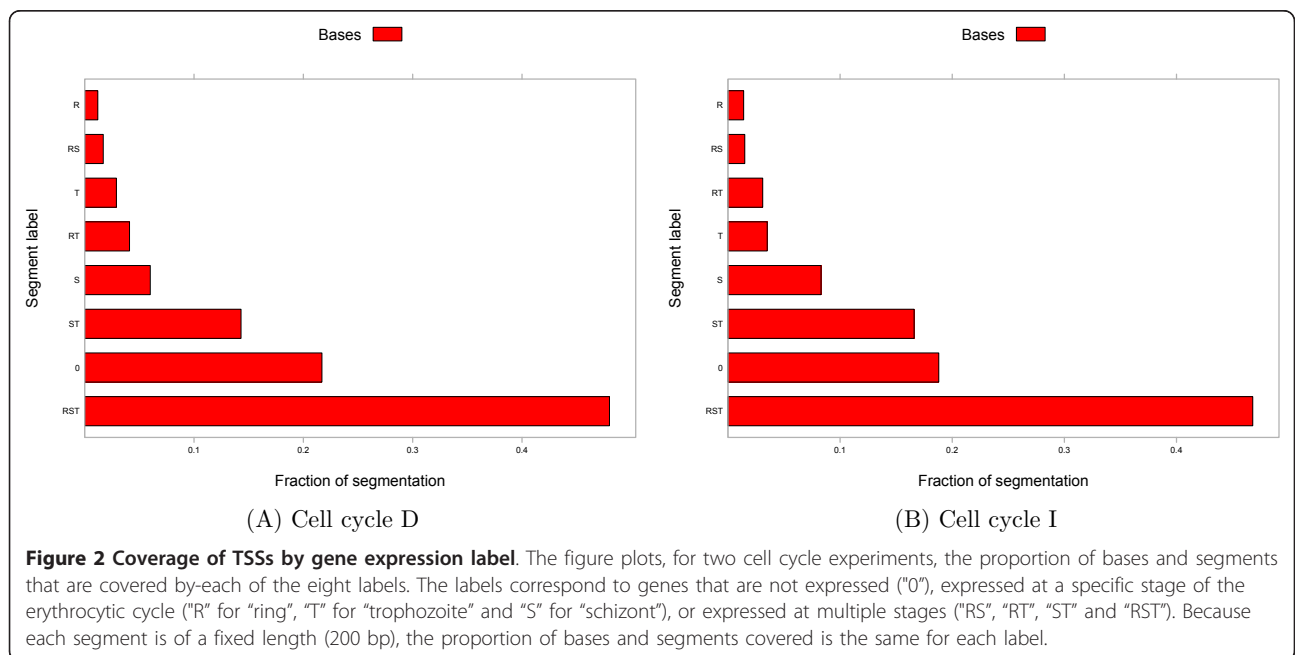 Bases
R
RS
T
RT
S
ST
0
RST
Segment label
0.1 0.2 0.3 0.4
Fraction of segmentation
(A) Cell cycle D
Bases
R
RS
RT
T
S
ST
0
RST
Segment label
0.1 0.2 0.3 0.4
Fraction of segmentation
(B) Cell cycle I
Figure 2 Coverage of TSSs by gene expression label. The figure plots, for two cell cycle experiments, the proportion of bases and segments
that are covered by-each of the eight labels. The labels correspond to genes that are not expressed ("0"), expressed at a specific stage of the
erythrocytic cycle ("R" for "ring", "T" for "trophozoite" and "S" for "schizont"), or expressed at multiple stages ("RS", "RT", "ST" and "RST"). Because
each segment is of a fixed length (200 bp), the proportion of bases and segments covered is the same for each label.